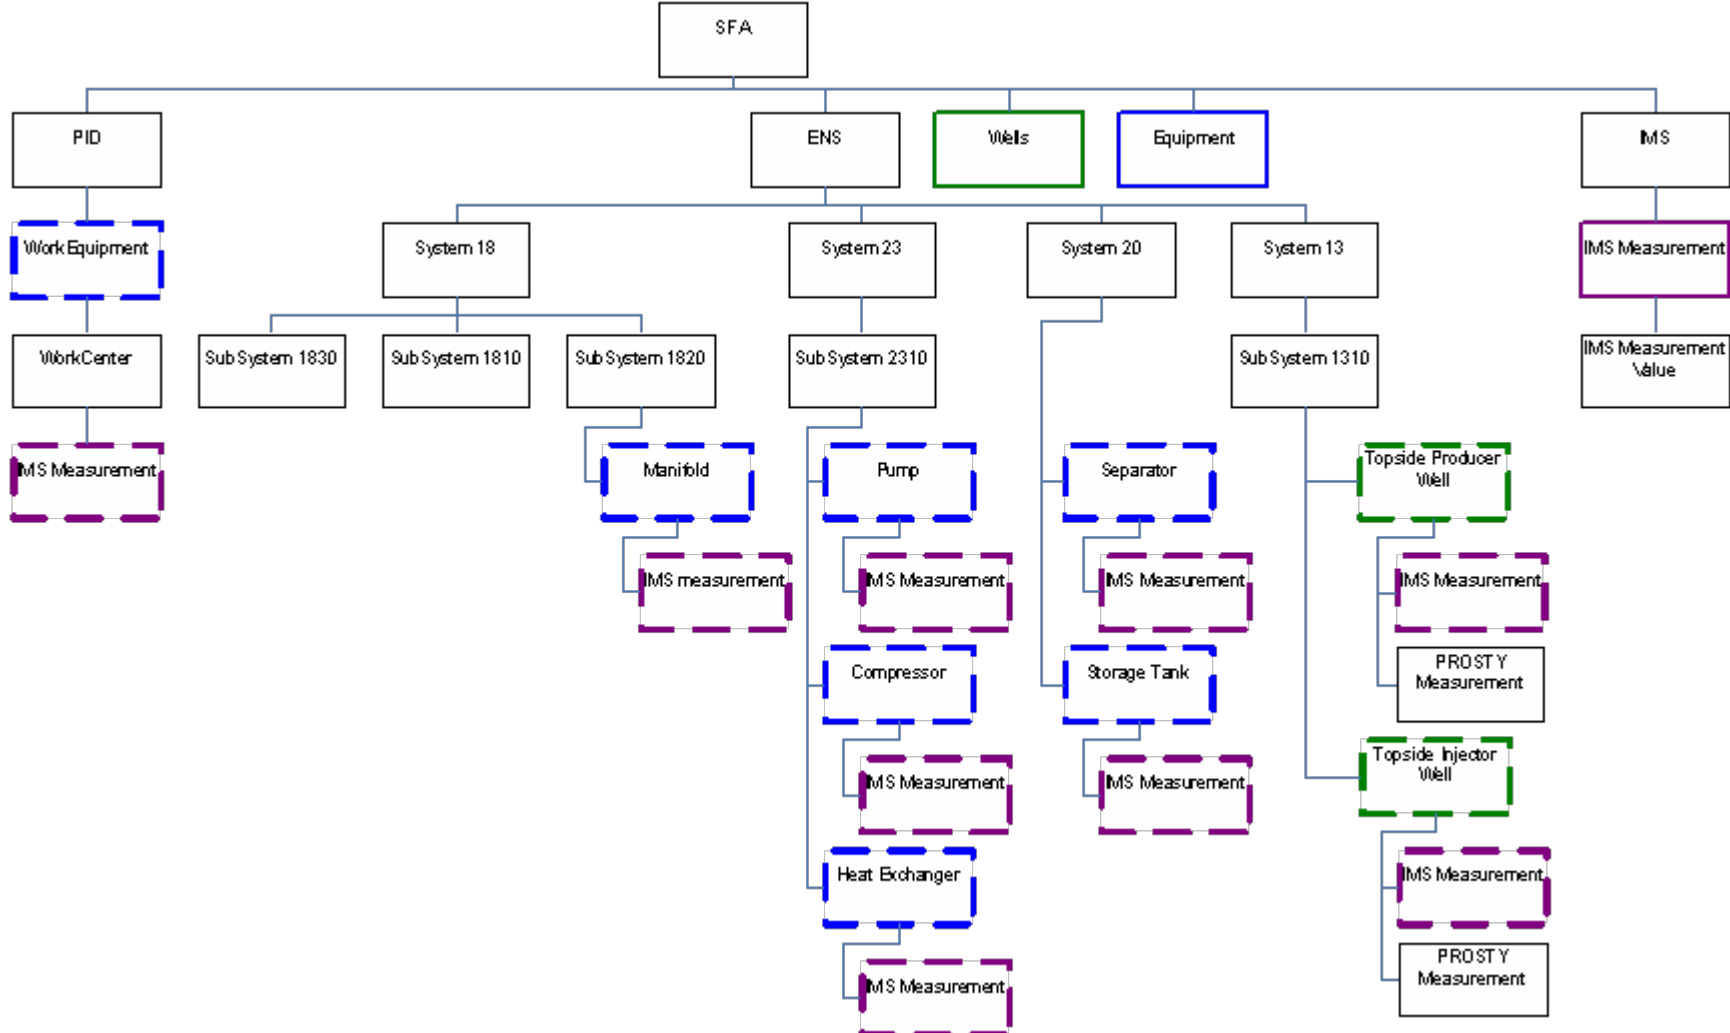 SFA
PID
ENS
Wells
Equipment
IMS
Work Equipment
System 18
System 23
System 20
System 13
IMS Measurement
WorkCenter
Sub System 1830
Sub System 1810
Sub System 1820
Sub System 2310
Sub System 1310
IMS Measurement
Value
IMS Measurement
Manifold
Pump
Separator
Topside Producer
Well
IMS measurement
IMS Measurement
IMS Measurement
IMS Measurement
Compressor
Storage Tank
PROSTY
Measurement
IMS Measurement
IMS Measurement
Topside Injector
Well
Heat Exchanger
IMS Measurement
IMS Measurement
PROSTY
Measurement